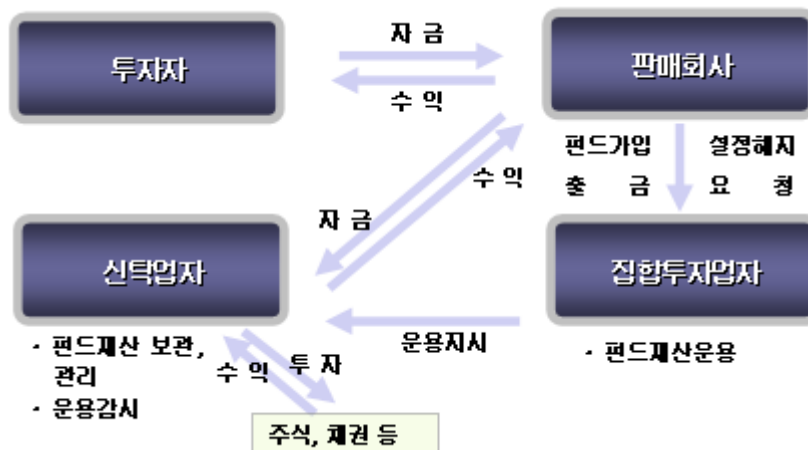 자 금
투자자
판매회사
수 익
펀드가입 설정해지
출 금 요 청
수 익
자 금
신탁업자
집합투자업자
운용지시
· 펀드재산 보관,
관리
· 운용감시
수 익
투 자
· 펀드재산운용
주식, 채권 등